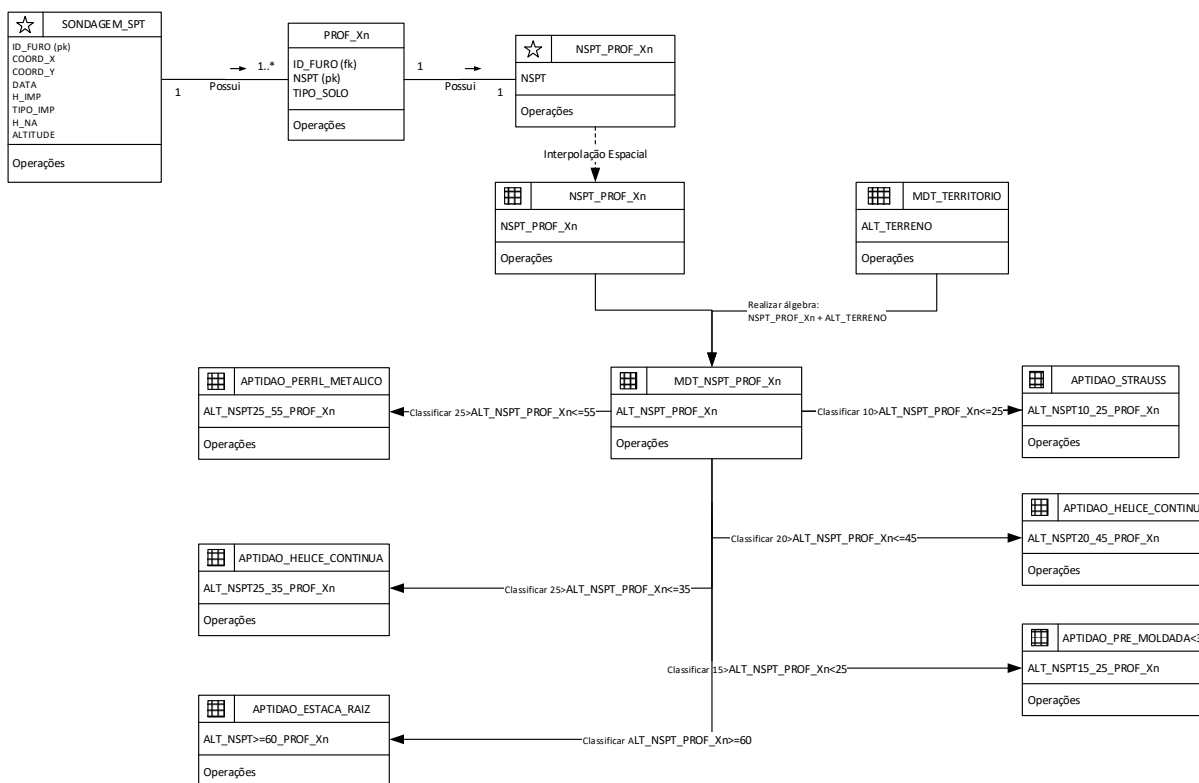 SONDAGEM_SPT
ID_FURO (pk)
COORD_X
COORD_Y
DATA
H_IMP
TIPO_IMP
H_NA
ALTITUDE
Operações
1
Possui
1..*
PROF_Xn
ID_FURO (fk)
NSPT (pk)
TIPO_SOLO
Operações
1
Possui
1
NSPT_PROF_Xn
NSPT
Operações
Interpolação Espacial
NSPT_PROF_Xn
NSPT_PROF_Xn
Operações
MDT_TERRITORIO
ALT_TERRENO
Operações
Realizar álgebra:
NSPT_PROF_Xn + ALT_TERRENO
APTIDAO_PERFIL_METALICO
ALT_NSPT25_55_PROF_Xn
Operações
Classificar 25>ALT_NSPT_PROF_Xn<=55
MDT_NSPT_PROF_Xn
ALT_NSPT_PROF_Xn
Operações
Classificar 10>ALT_NSPT_PROF_Xn<=25
APTIDAO_STRAUSS
ALT_NSPT10_25_PROF_Xn
Operações
Classificar 20>ALT_NSPT_PROF_Xn<=45
APTIDAO_HELICE_CONTINU
ALT_NSPT20_45_PROF_Xn
Operações
APTIDAO_HELICE_CONTINUA
ALT_NSPT25_35_PROF_Xn
Operações
Classificar 25>ALT_NSPT_PROF_Xn<=35
Classificar 15>ALT_NSPT_PROF_Xn<25
APTIDAO_PRE_MOLDADA<3
ALT_NSPT15_25_PROF_Xn
Operações
APTIDAO_ESTACA_RAIZ
ALT_NSPT>=60_PROF_Xn
Operações
Classificar ALT_NSPT_PROF_Xn>=60